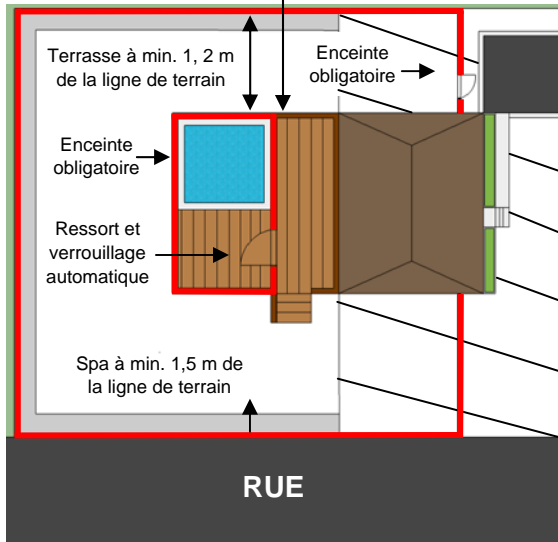 Terrasse à min. 1, 2 m
de la ligne de terrain
Enceinte
obligatoire
Enceinte
obligatoire
Ressort et
verrouillage
automatique
Spa à min. 1,5 m de
la ligne de terrain
RUE